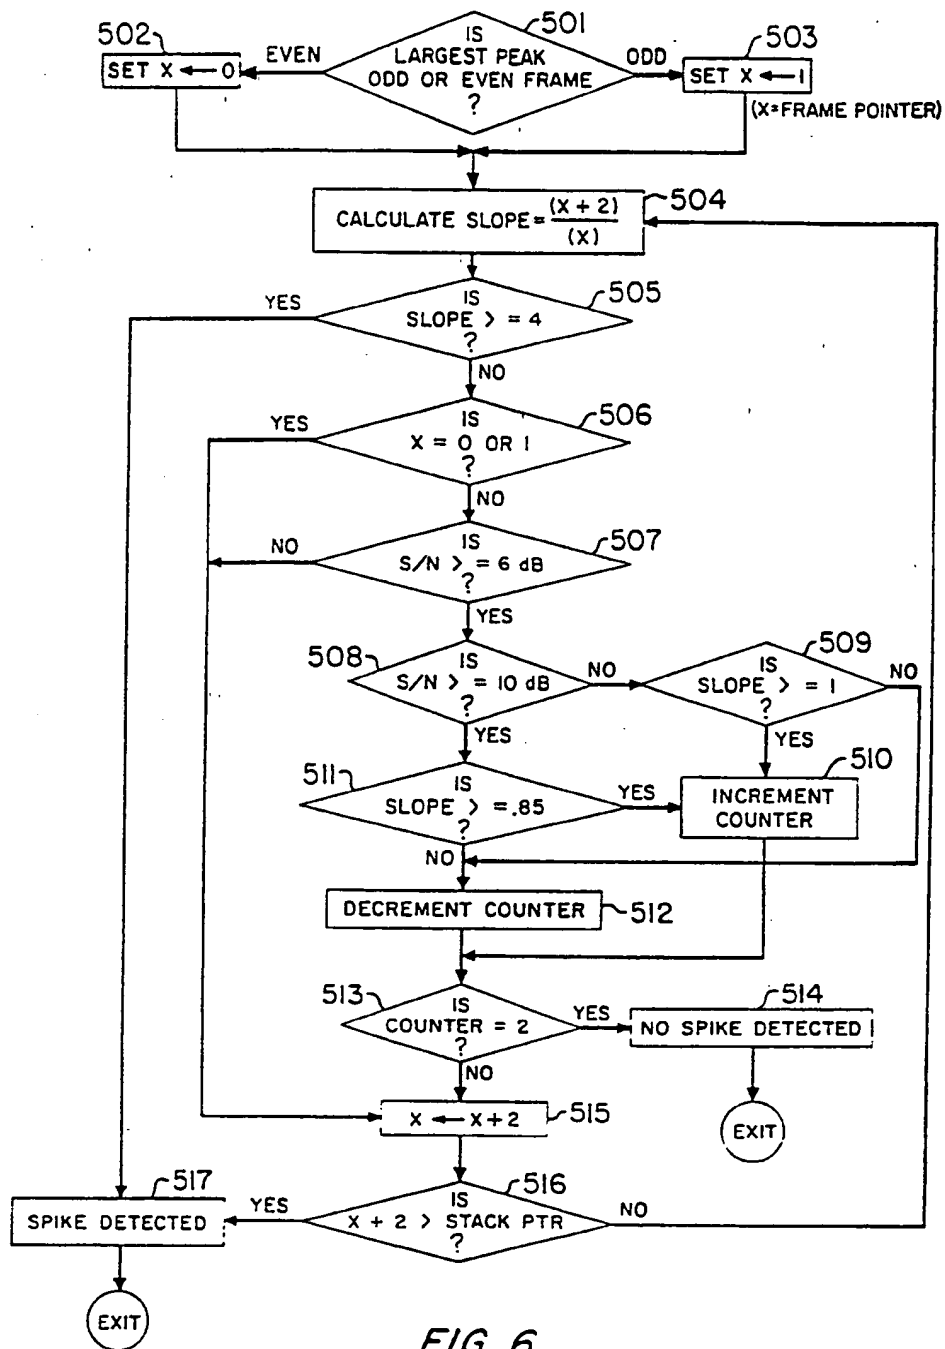 501
502
503
IS
LARGEST PEAK
ODD OR EVEN FRAME
?
EVEN
ODD
SET X ← 0
SET X ← 1
(X=FRAME POINTER)
504
CALCULATE SLOPE = (X + 2)
(X)
505
YES
IS
SLOPE > = 4
?
NO
506
YES
IS
X = 0 OR 1
?
NO
507
NO
IS
S/N > = 6 dB
?
YES
508
IS
S/N > = 10 dB
?
NO
YES
509
IS
SLOPE > = 1
?
NO
YES
511
IS
SLOPE > =.85
?
YES
NO
510
INCREMENT
COUNTER
DECREMENT COUNTER
512
513
IS
COUNTER = 2
?
YES
NO
514
NO SPIKE DETECTED
EXIT
X ← X+2
515
517
SPIKE DETECTED
YES
516
IS
X + 2 > STACK PTR
?
NO
EXIT
FIG. 6